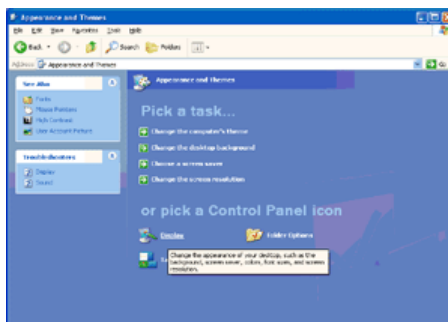 Appearance and Themes
File Edit View Favorites Tools Help
Back Search Folders
Address Appearance and Themes Go
See Also
Fonts
Mouse Pointers
High Contrast
User Account Picture
Troubleshooters
Display
Sound
Appearance and Themes
Pick a task...
Change the computer's theme
Change the desktop background
Choose a screen saver
Change the screen resolution
or pick a Control Panel icon
Display Folder Options
Change the appearance of your desktop, such as the
background, screen saver, colors, font sizes, and screen
resolution.